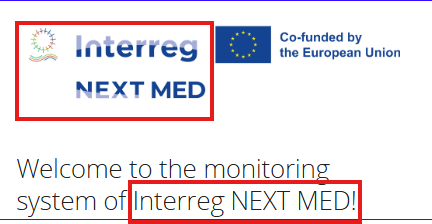 Interreg
Co-funded by
the European Union
NEXT MED
Welcome to the monitoring
system of Interreg NEXT MED!